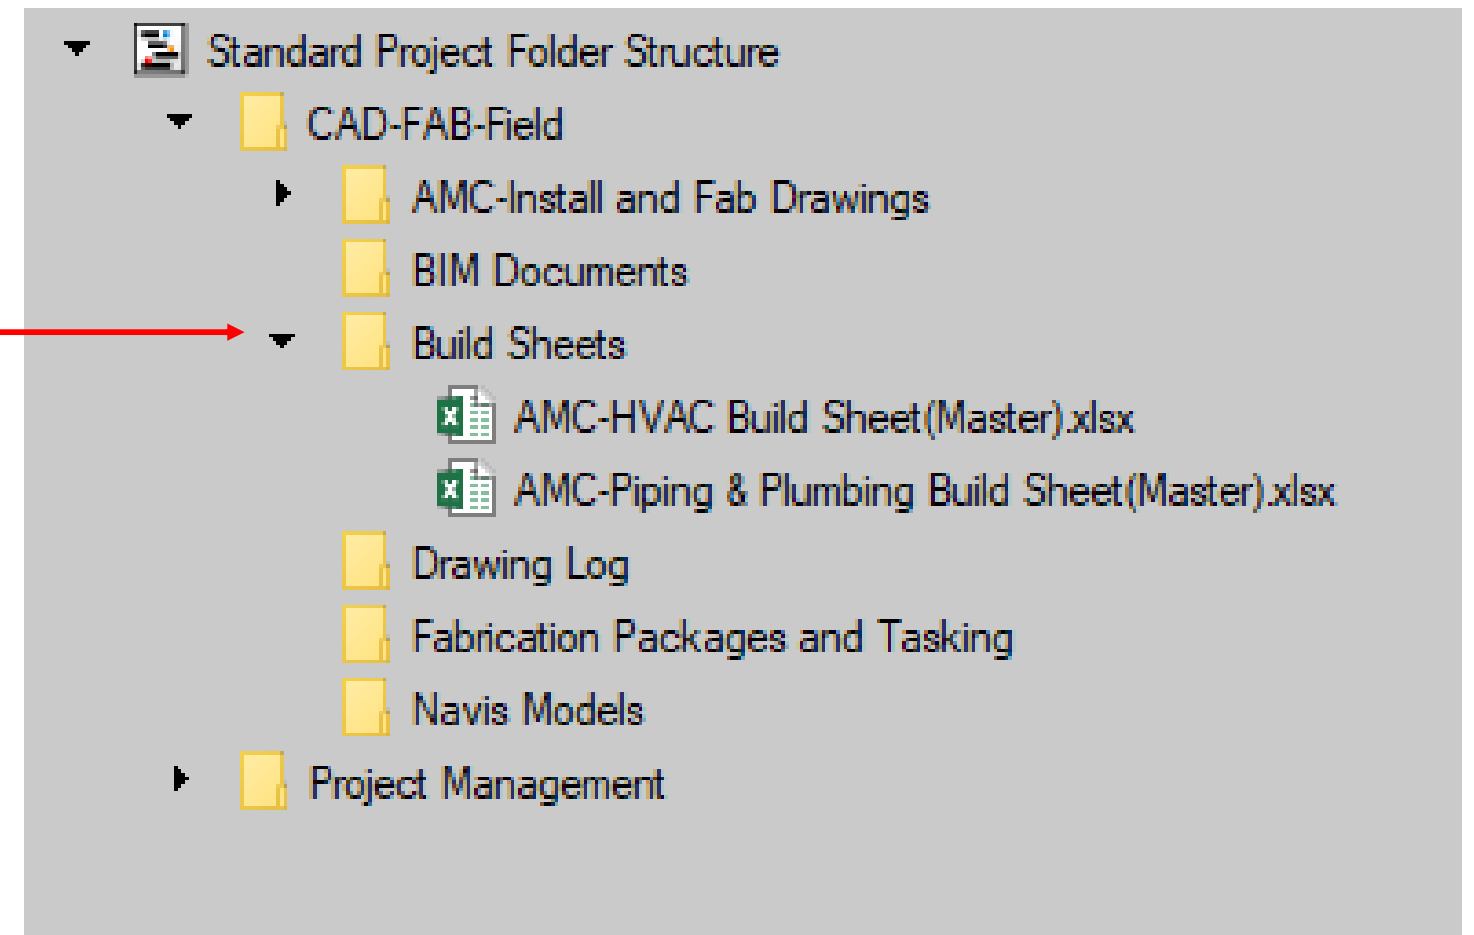 Standard Project Folder Structure
CAD-FAB-Field
AMC-Install and Fab Drawings
BIM Documents
Build Sheets
AMC-HVAC Build Sheet(Master).xlsx
AMC-Piping & Plumbing Build Sheet(Master).xlsx
Drawing Log
Fabrication Packages and Tasking
Navis Models
Project Management